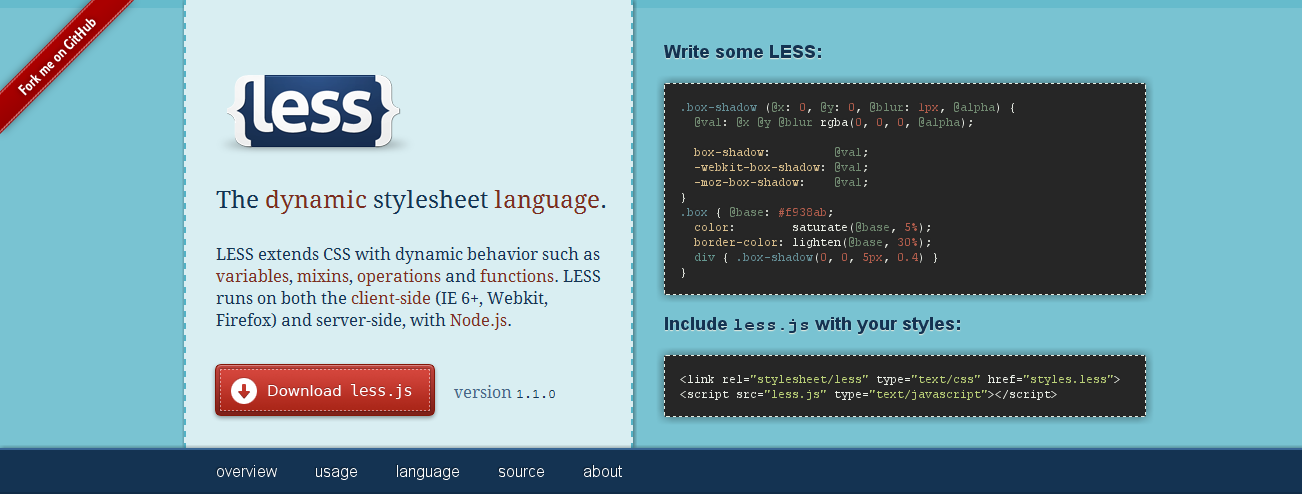 Fork me on GitHub
{less}
The dynamic stylesheet language.
LESS extends CSS with dynamic behavior such as
variables, mixins, operations and functions. LESS
runs on both the client-side (IE 6+, Webkit,
Firefox) and server-side, with Node.js.
Download less.js
version 1.1.0
Write some LESS:
.box-shadow (@x: 0, @y: 0, @blur: 1px, @alpha) {
  @val: @x @y @blur rgba(0, 0, 0, @alpha);
  box-shadow:         @val;
  -webkit-box-shadow: @val;
  -moz-box-shadow:    @val;
}
.box { @base: #f938ab;
  color:        saturate(@base, 5%);
  border-color: lighten(@base, 30%);
  div { .box-shadow(0, 0, 5px, 0.4) }
}
Include less.js with your styles:
<link rel="stylesheet/less" type="text/css" href="styles.less">
<script src="less.js" type="text/javascript"></script>
overview usage language source about